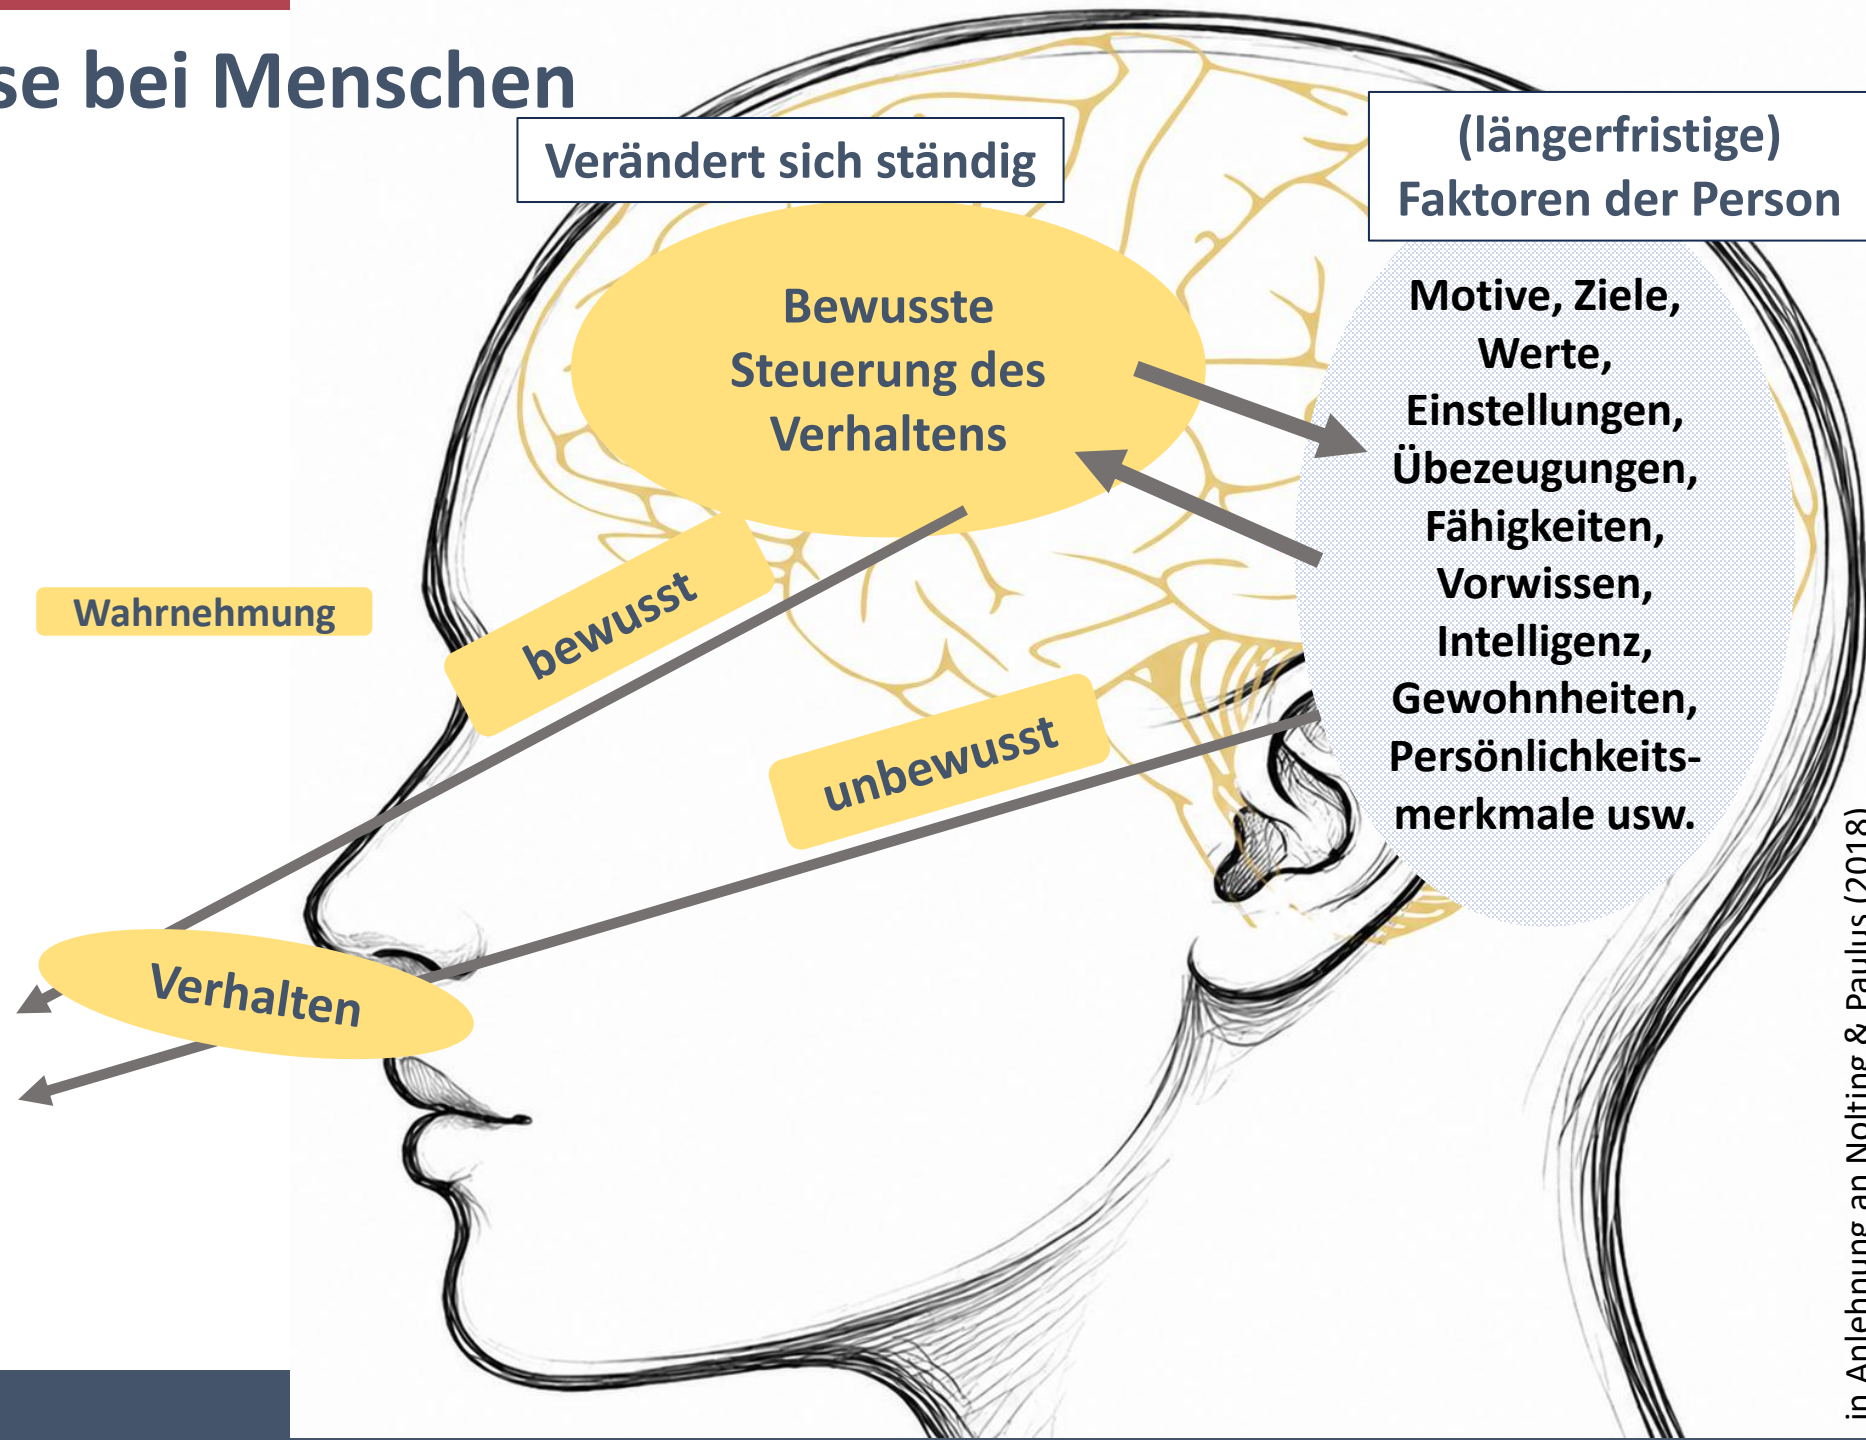 se bei Menschen
Verändert sich ständig
(längerfristige)
Faktoren der Person
Bewusste
Steuerung des
Verhaltens
Motive, Ziele,
Werte,
Einstellungen,
Übezeugungen,
Fähigkeiten,
Vorwissen,
Intelligenz,
Gewohnheiten,
Persönlichkeits-
merkmale usw.
Wahrnehmung
bewusst
unbewusst
Verhalten
in Anlehnung an Nolting & Paulus (2018)